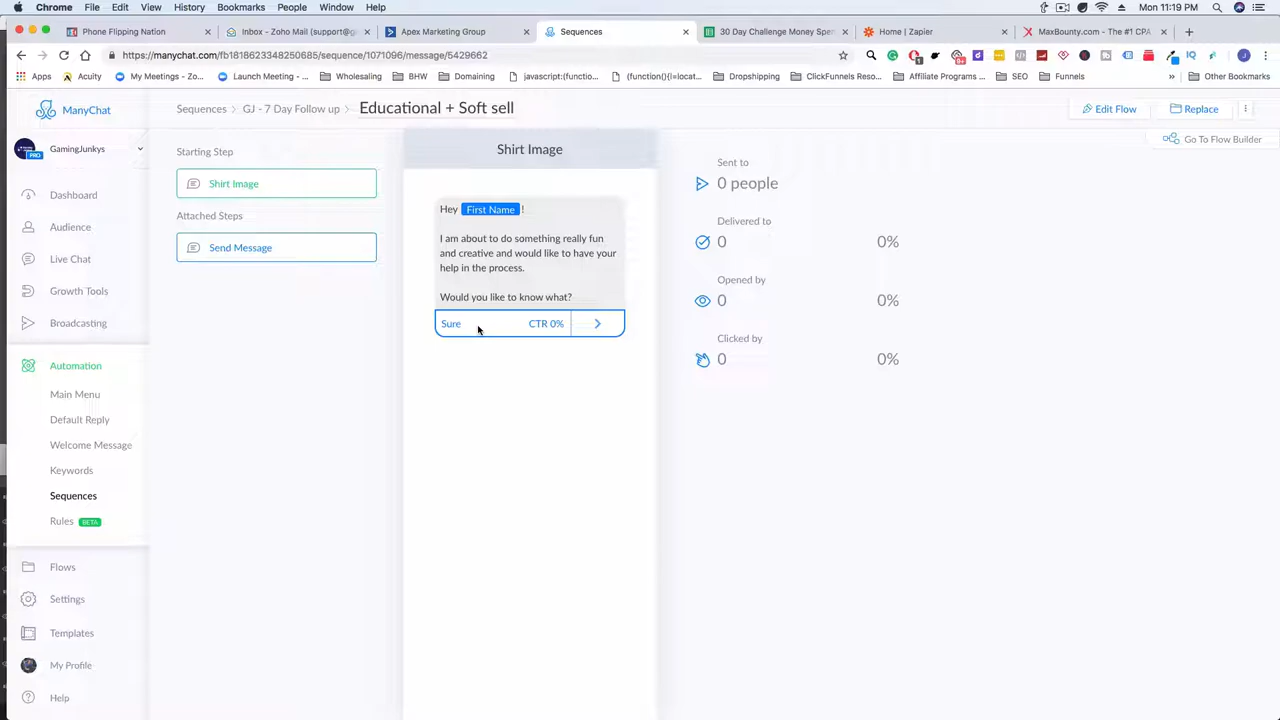 Chrome File Edit View History Bookmarks People Window Help
Mon 11:19 PM
Phone Flipping Nation
Inbox - Zoho Mail (support@g
Apex Marketing Group
Sequences
30 Day Challenge Money Spen
Home | Zapier
MaxBounty.com - The #1 CPA
https://manychat.com/fb181862334825068​5/sequence/1071096/message/5429662
Apps
Acuity
My Meetings - Zo...
Launch Meeting - ...
Wholesaling
BHW
Domaining
javascript:(functio...
(function(){!=locat...
Dropshipping
ClickFunnels Reso...
Affiliate Programs ...
SEO
Funnels
»
Other Bookmarks
ManyChat
Sequences > GJ - 7 Day Follow up > Educational + Soft sell
Edit Flow
Replace
Go To Flow Builder
GamingJunkys
PRO
Dashboard
Audience
Live Chat
Growth Tools
Broadcasting
Automation
Main Menu
Default Reply
Welcome Message
Keywords
Sequences
Rules BETA
Flows
Settings
Templates
My Profile
Help
Starting Step
Shirt Image
Attached Steps
Send Message
Shirt Image
Hey First Name !
I am about to do something really fun
and creative and would like to have your
help in the process.
Would you like to know what?
Sure CTR 0%
Sent to
0 people
Delivered to
0 0%
Opened by
0 0%
Clicked by
0 0%